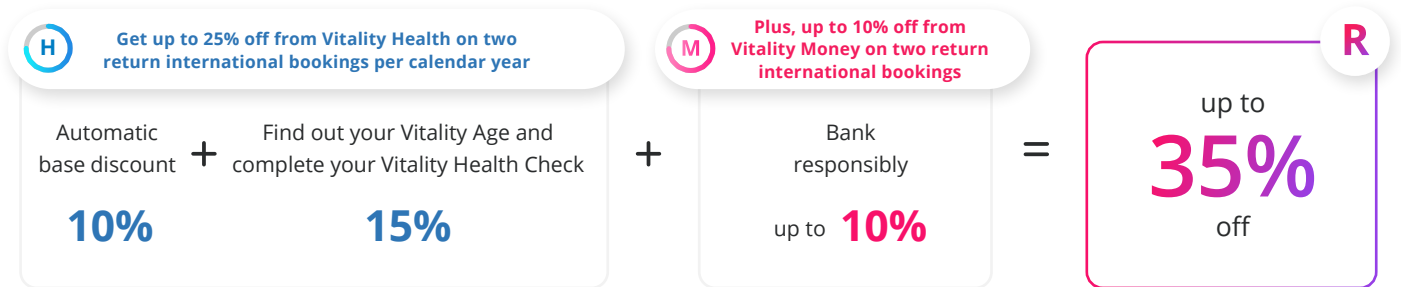 H
Get up to 25% off from Vitality Health on two
return international bookings per calendar year
Automatic
base discount
10%
+
Find out your Vitality Age and
complete your Vitality Health Check
15%
+
M
Plus, up to 10% off from
Vitality Money on two return
international bookings
Bank
responsibly
up to 10%
=
R
up to
35%
off